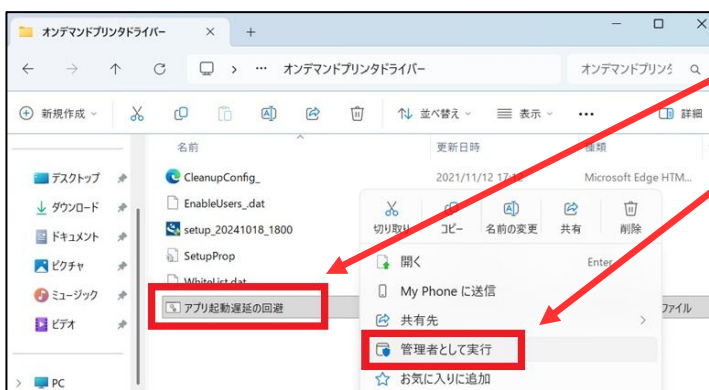 オンデマンドプリンタドライバー
オンデマンドプリンタドライバー
オンデマンドプリンタ
新規作成
並べ替え
表示
詳細
名前
更新日時
種類
CleanupConfig_
2021/11/12
Microsoft Edge HTM...
EnableUsers_.dat
setup_20241018_1800
SetupProp
WhiteList.dat
アプリ起動遅延の回避
ファイル
デスクトップ
ダウンロード
ドキュメント
ピクチャ
ミュージック
ビデオ
PC
切り取り
コピー
名前の変更
共有
削除
開く
Enter
My Phone に送信
共有先
管理者として実行
お気に入りに追加